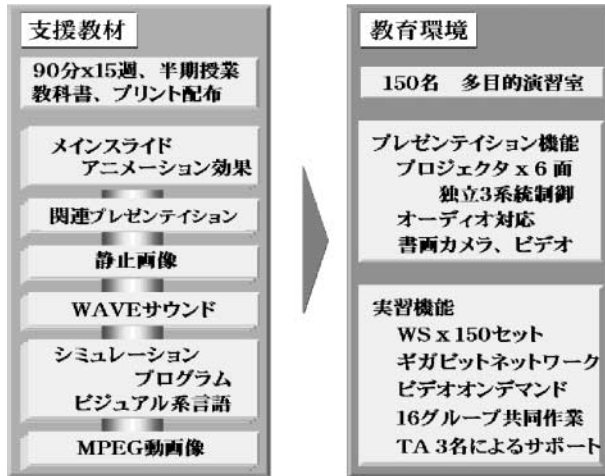 支援教材
90分x15週、半期授業
教科書、プリント配布
メインスライド
アニメーション効果
関連プレゼンテイション
静止画像
WAVEサウンド
シミュレーション
プログラム
ビジュアル系言語
MPEG動画像
教育環境
150名 多目的演習室
プレゼンテイション機能
プロジェクタ x 6 面
独立3系統制御
オーディオ対応
書画カメラ、ビデオ
実習機能
WS x 150セット
ギガビットネットワーク
ビデオオンデマンド
16グループ共同作業
TA 3名によるサポート